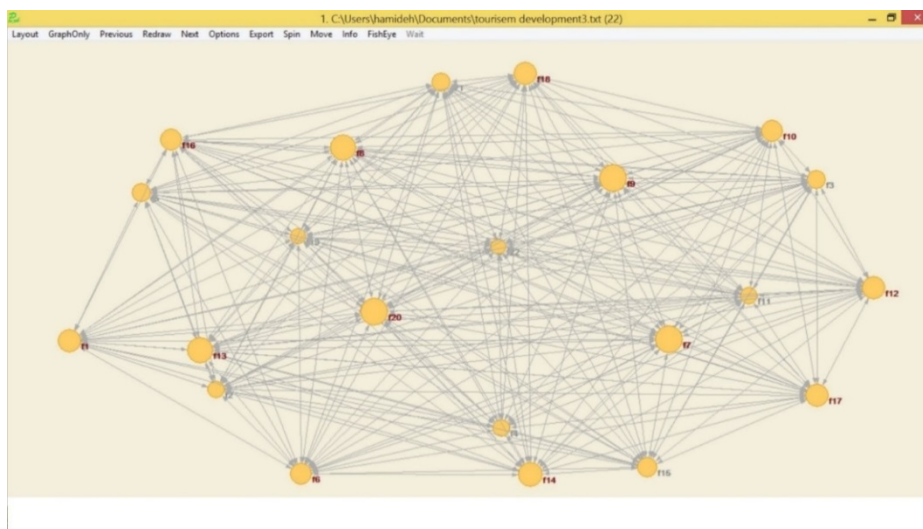 1. C:\Users\hamideh\Documents\tourisem development3.txt (22)
Layout GraphOnly Previous Redraw Next Options Export Spin Move Info FishEye Wait
f18
f10
f16
f9
f3
f12
f11
f20
f1
f13
f7
f17
f6
f14
f15